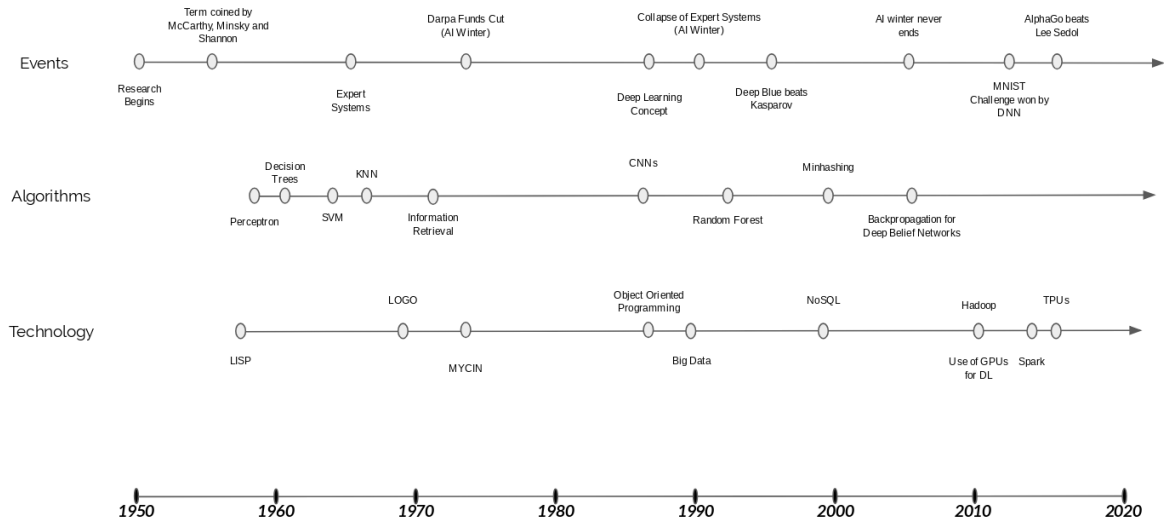 Term coined by
McCarthy, Minsky and
Shannon
Darpa Funds Cut
(AI Winter)
Collapse of Expert Systems
(AI Winter)
AI winter never
ends
AlphaGo beats
Lee Sedol
Events
Research
Begins
Expert
Systems
Deep Learning
Concept
Deep Blue beats
Kasparov
MNIST
Challenge won by
DNN
Decision
Trees
KNN
CNNs
Minhashing
Algorithms
Perceptron
SVM
Information
Retrieval
Random Forest
Backpropagation for
Deep Belief Networks
LOGO
Object Oriented
Programming
NoSQL
Hadoop
TPUs
Technology
LISP
MYCIN
Big Data
Use of GPUs
for DL
Spark
1950 1960 1970 1980 1990 2000 2010 2020